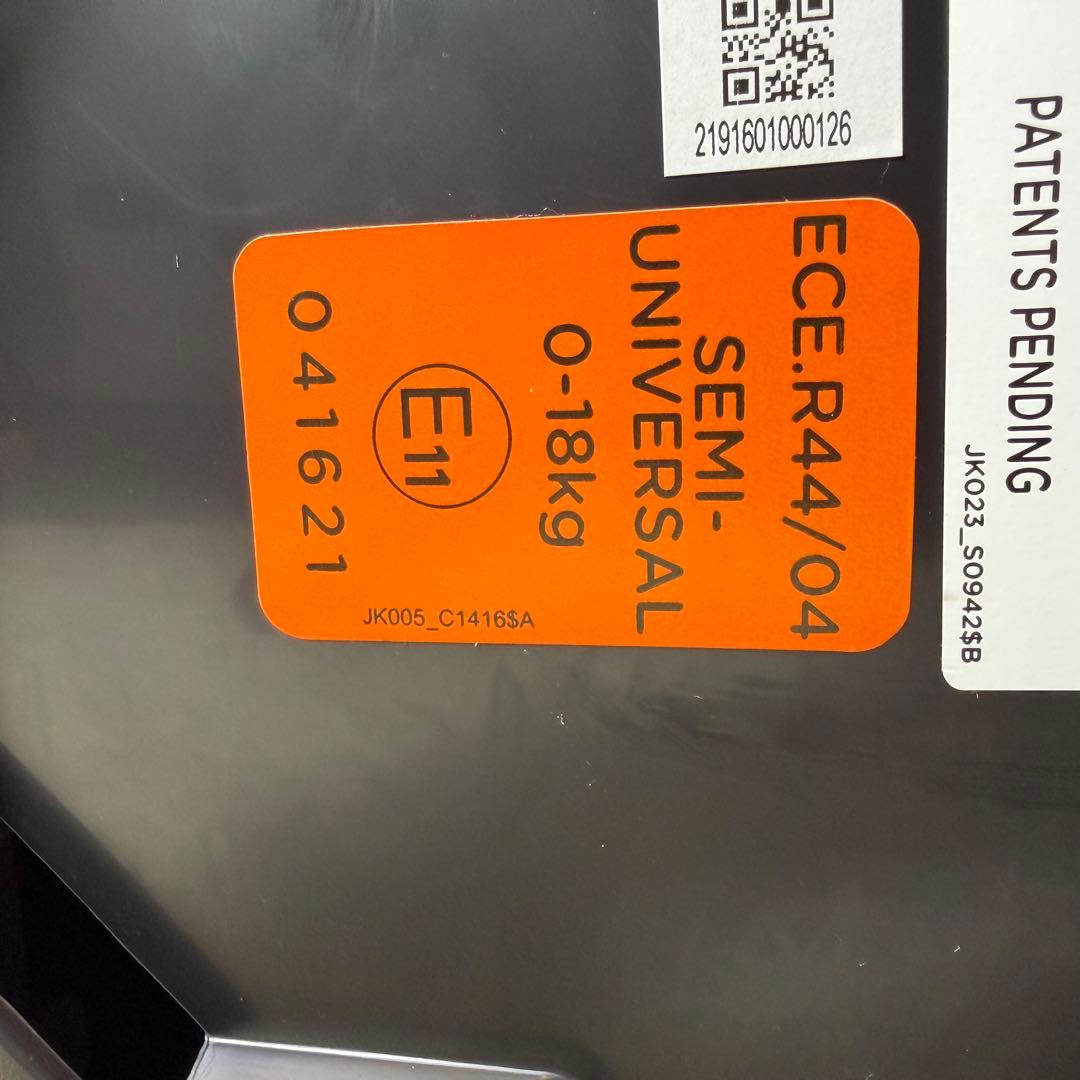 2191601000126
PATENTS PENDING
JK023_S0942$B
ECE.R44/04
SEMI-
UNIVERSAL
0-18kg
E11
041621
JK005_C1416$A